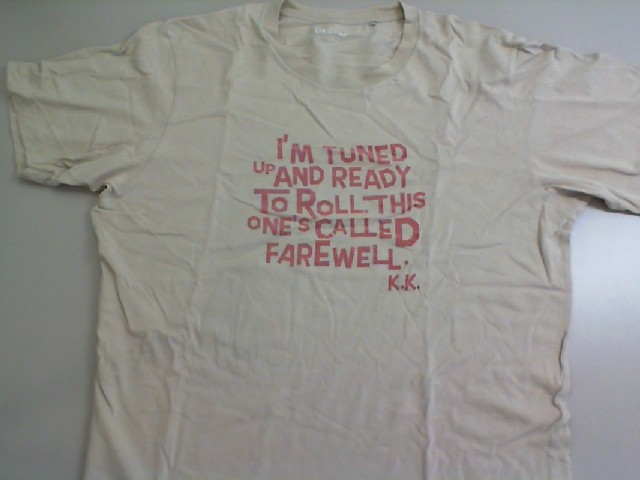 I'M TUNED
UP AND READY
TO ROLL. THIS
ONE'S CALLED
FAREWELL.
K.K.